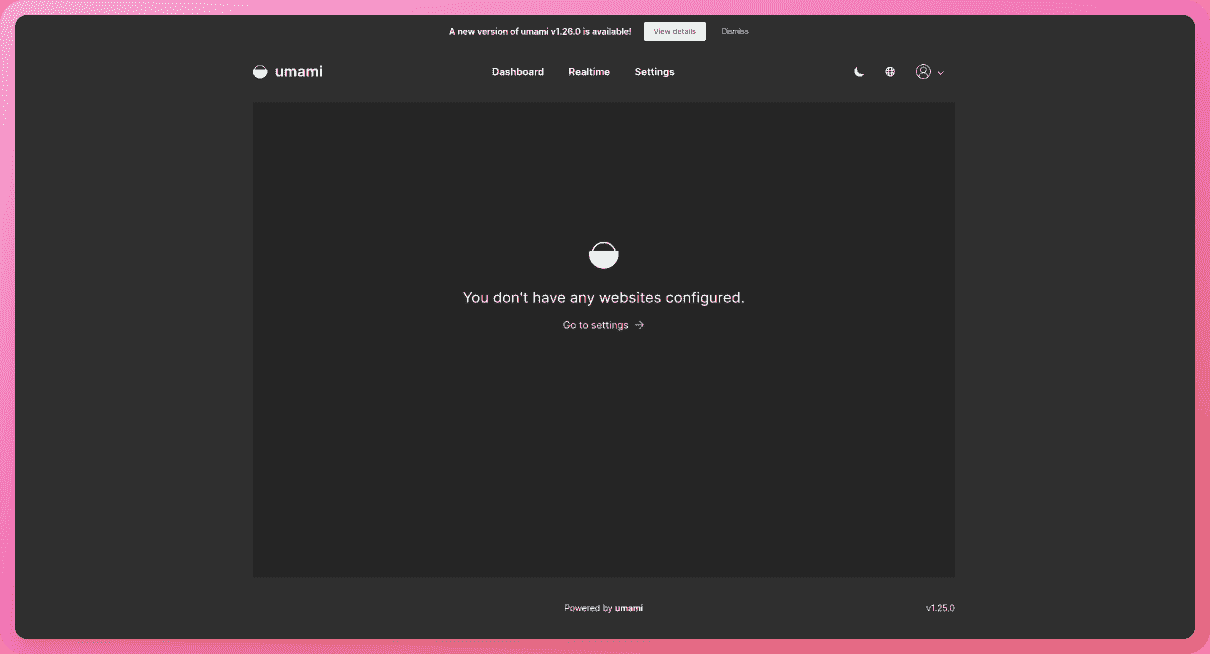 A new version of umami v1.26.0 is available! View details Dismiss
umami Dashboard Realtime Settings
You don't have any websites configured.
Go to settings →
Powered by umami v1.25.0